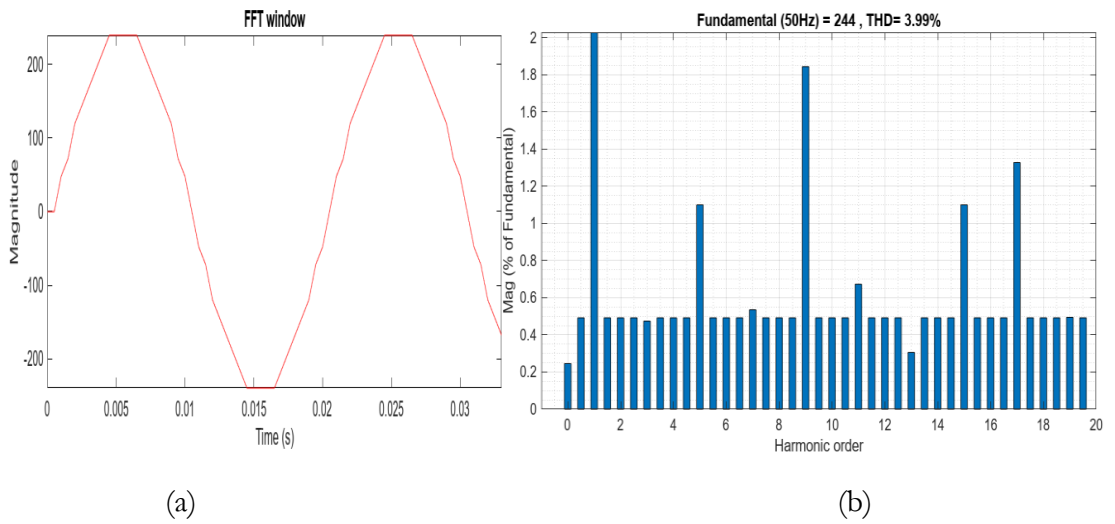 FFT window
Magnitude
200
100
0
-100
-200
0 0.005 0.01 0.015 0.02 0.025 0.03
Time (s)
(a)
Fundamental (50Hz) = 244 , THD= 3.99%
Mag (% of Fundamental)
2
1.8
1.6
1.4
1.2
1
0.8
0.6
0.4
0.2
0
0 2 4 6 8 10 12 14 16 18 20
Harmonic order
(b)